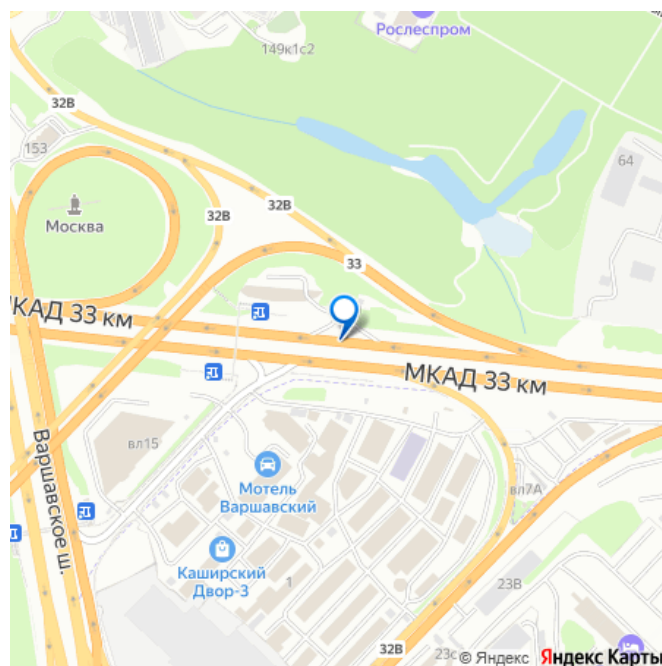 Рослеспром
149к1с2
32В
153
64
32В
32В
Москва
33
МКАД 33 км
МКАД 33 км
Варшавское ш.
вл15
Мотель
Варшавский
вл7А
Каширский
Двор-3
1
23В
32В
23с
© Яндекс Яндекс Карты